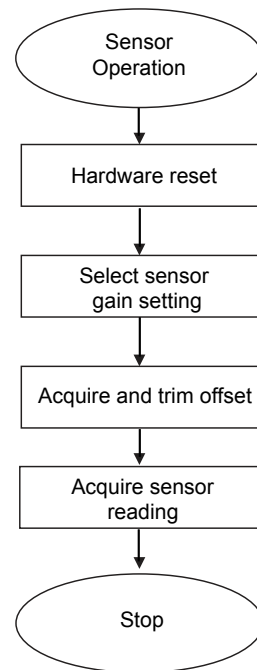 Sensor
Operation
Hardware reset
Select sensor
gain setting
Acquire and trim offset
Acquire sensor
reading
Stop